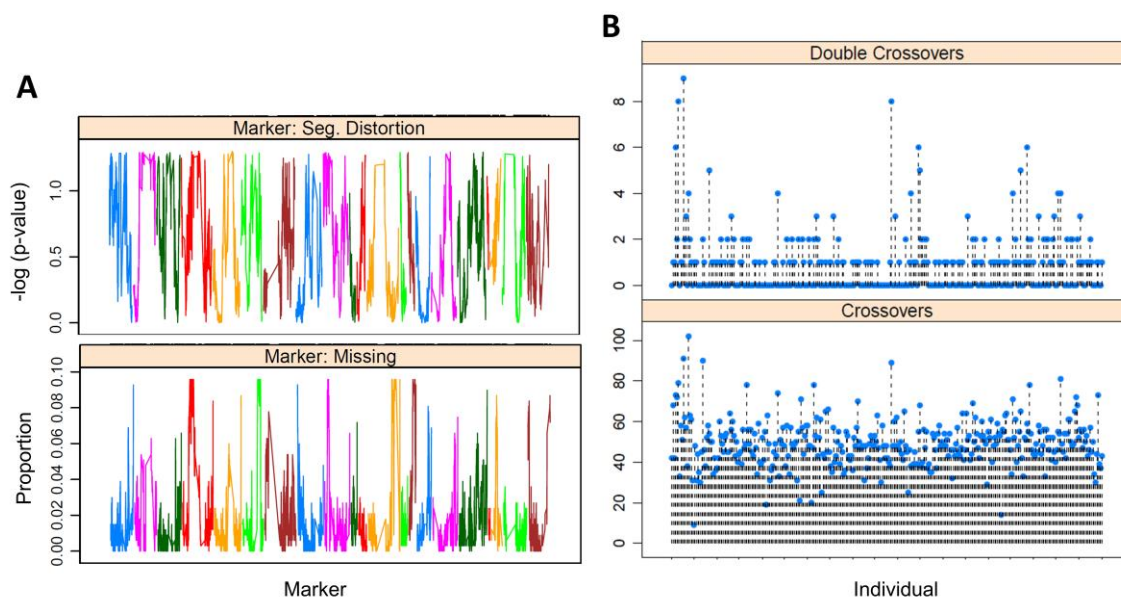 A
Marker: Seg. Distortion
-log (p-value)
1.0
0.5
0.0
Marker: Missing
Proportion
0.10
0.08
0.06
0.04
0.02
0.00
Marker
B
Double Crossovers
8
6
4
2
0
Crossovers
100
80
60
40
20
0
Individual